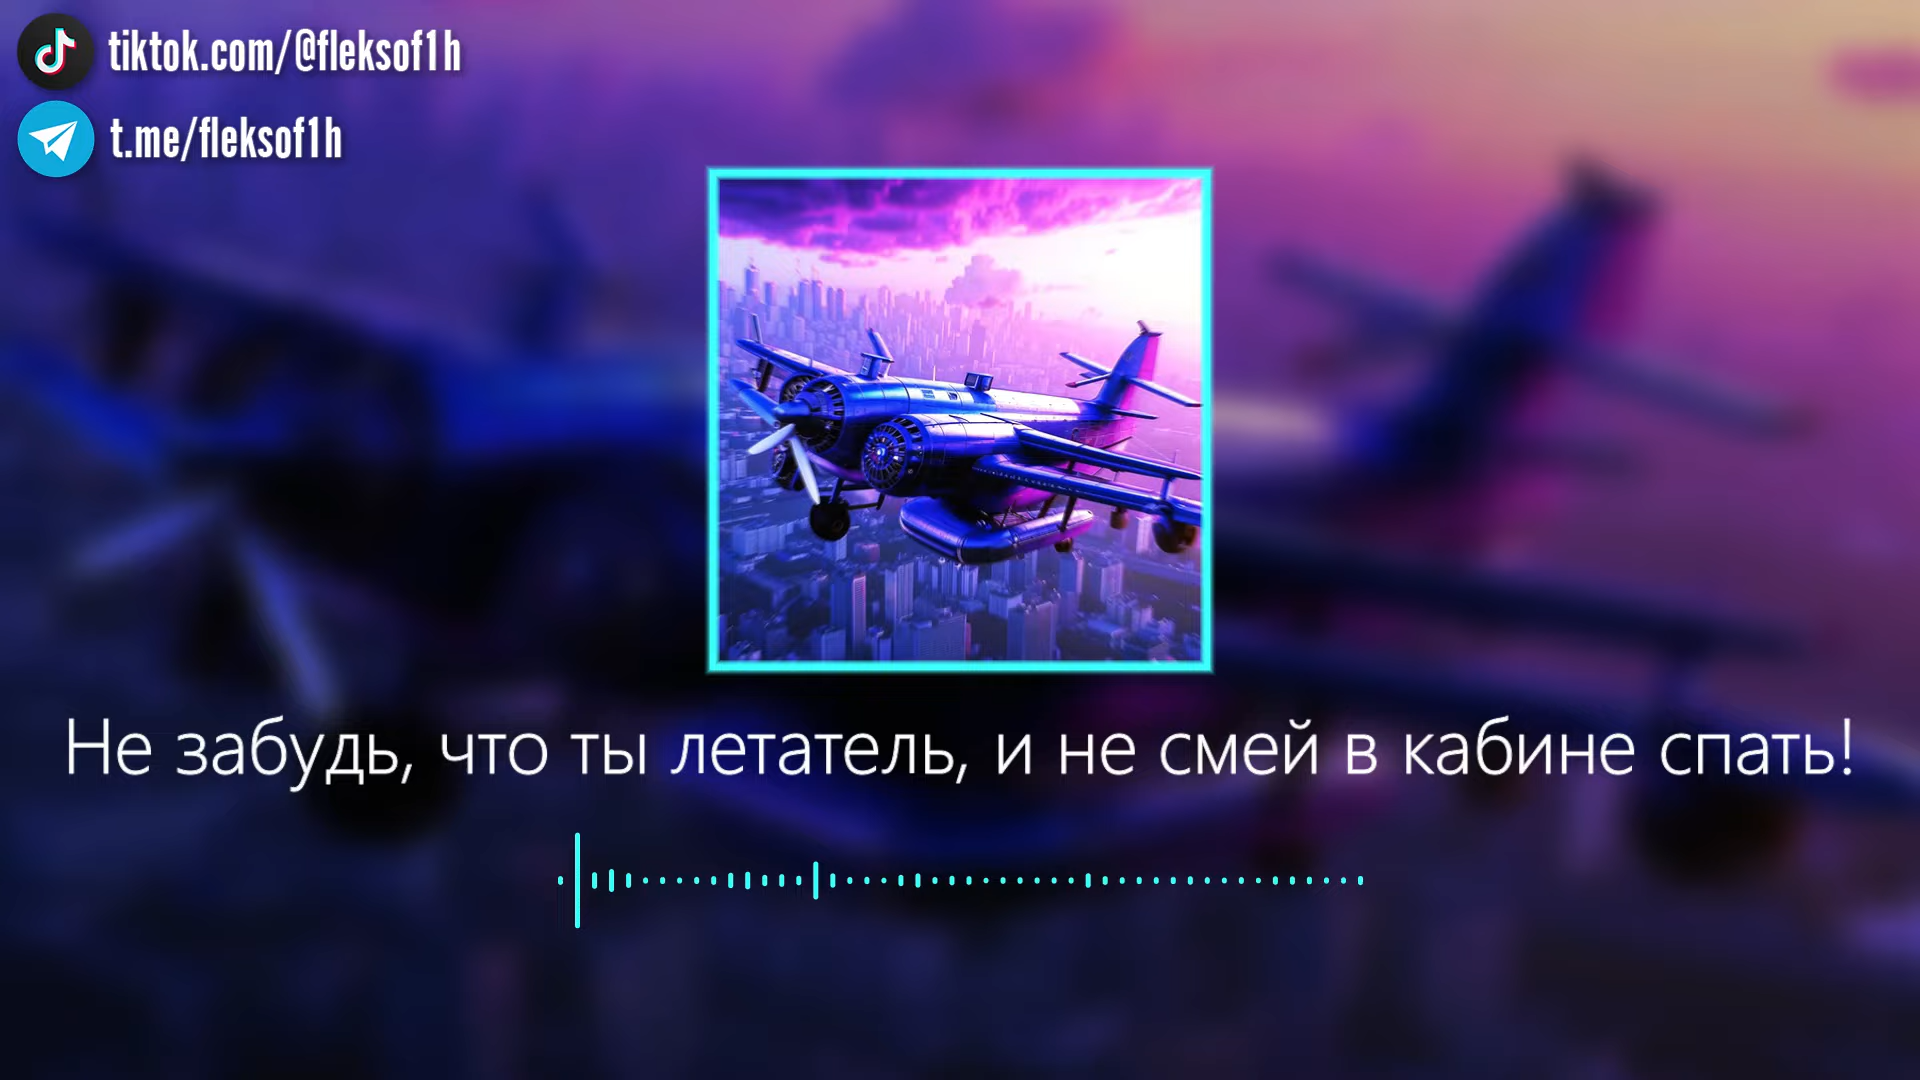 tiktok.com/@fleksof1h
t.me/fleksof1h
Не забудь, что ты летатель, и не смей в кабине спать!